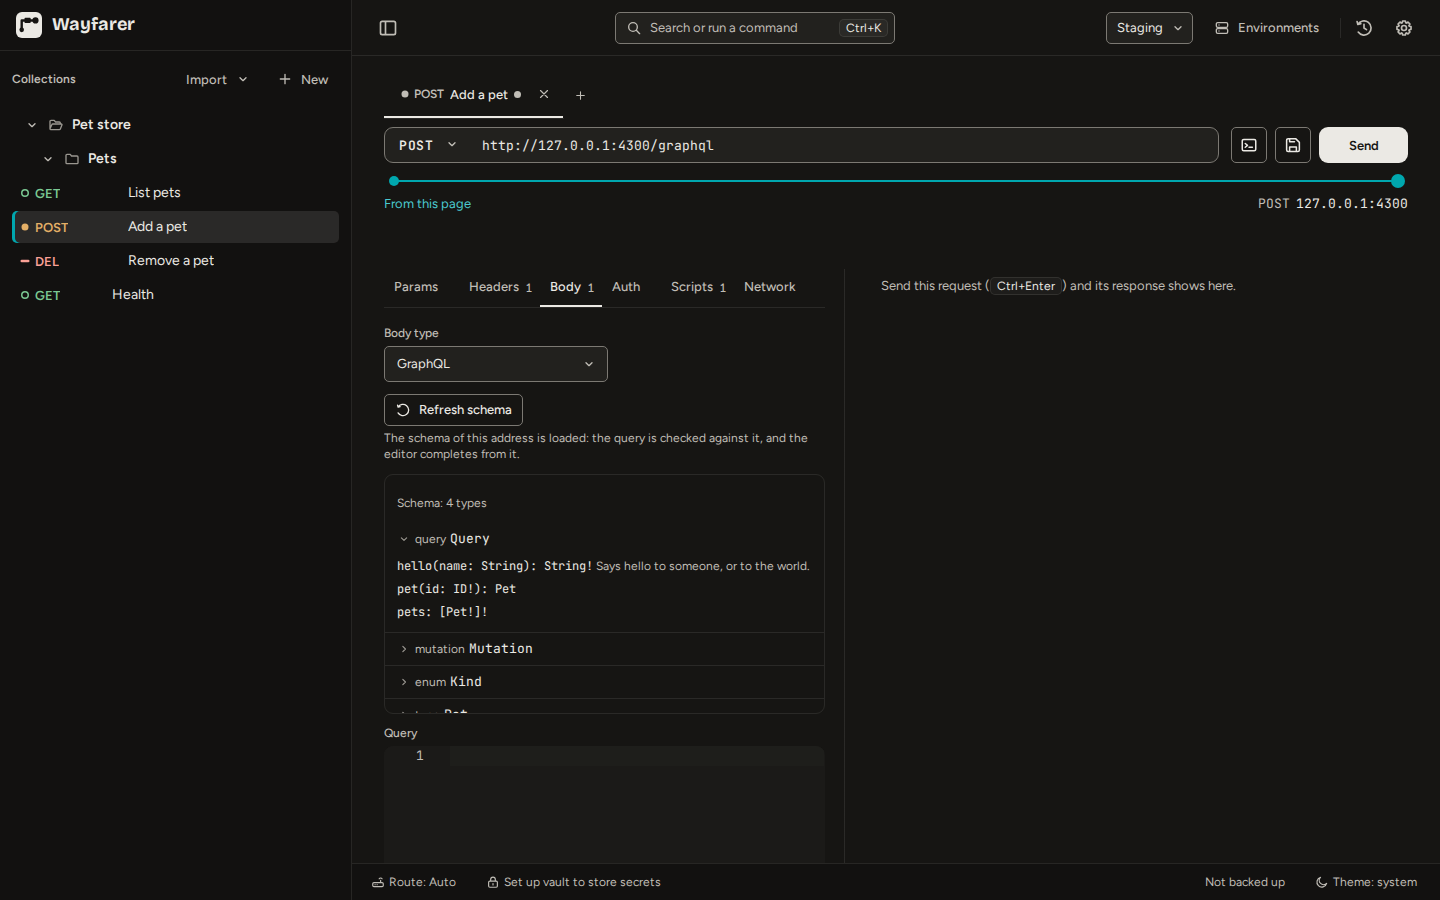 Wayfarer
Search or run a command Ctrl+K
Staging
Environments
Collections
Import
New
Pet store
Pets
GET List pets
POST Add a pet
DEL Remove a pet
GET Health
POST Add a pet
POST http://127.0.0.1:4300/graphql
Send
From this page
POST 127.0.0.1:4300
Params Headers 1 Body 1 Auth Scripts 1 Network
Body type
GraphQL
Refresh schema
The schema of this address is loaded: the query is checked against it, and the
editor completes from it.
Schema: 4 types
query Query
hello(name: String): String! Says hello to someone, or to the world.
pet(id: ID!): Pet
pets: [Pet!]!
mutation Mutation
enum Kind
Query
1
Send this request (Ctrl+Enter) and its response shows here.
Route: Auto
Set up vault to store secrets
Not backed up
Theme: system